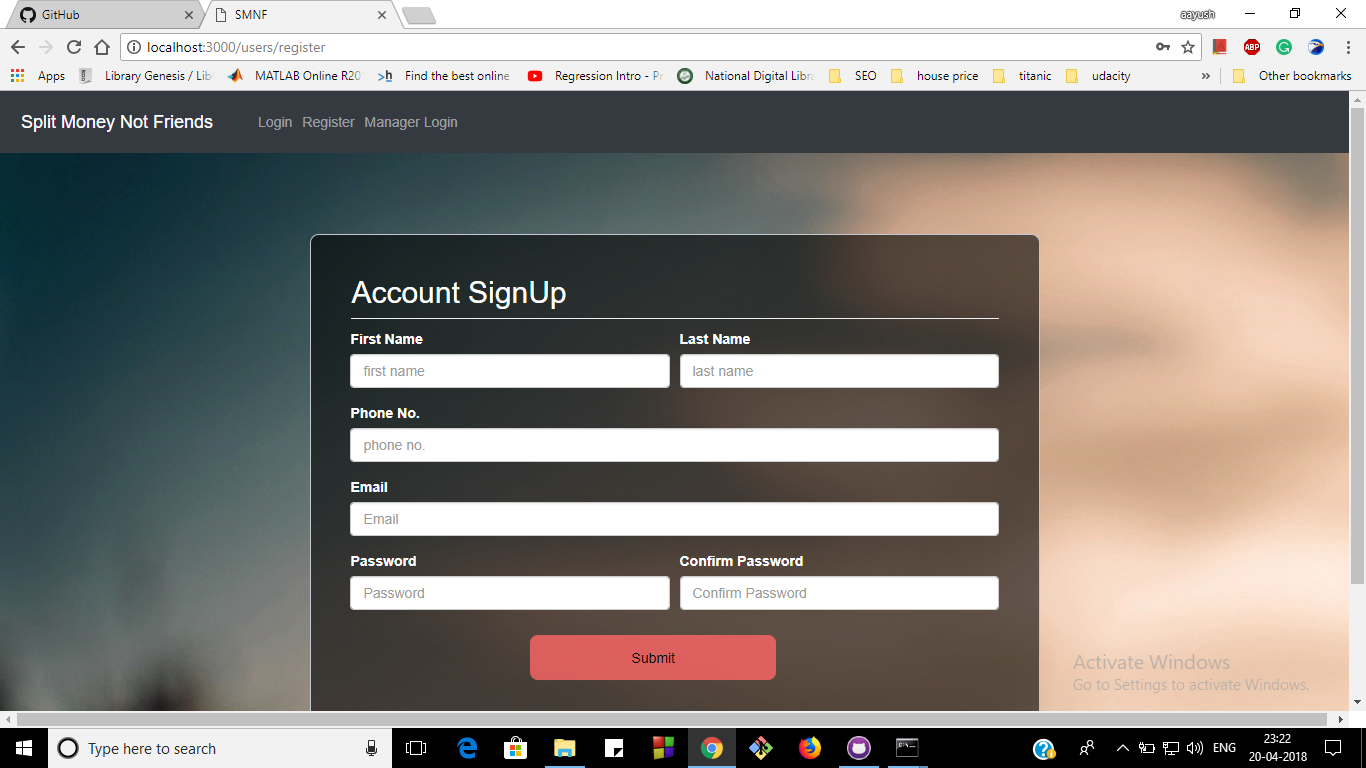 GitHub
SMNF
aayush
localhost:3000/users/register
Apps
Library Genesis / Lib
MATLAB Online R20
Find the best online
Regression Intro - Pr
National Digital Libra
SEO
house price
titanic
udacity
»
Other bookmarks
Split Money Not Friends
Login Register Manager Login
Account SignUp
First Name Last Name
first name last name
Phone No.
phone no.
Email
Email
Password Confirm Password
Password Confirm Password
Submit
Activate Windows
Go to Settings to activate Windows.
Type here to search
ENG
23:22
20-04-2018